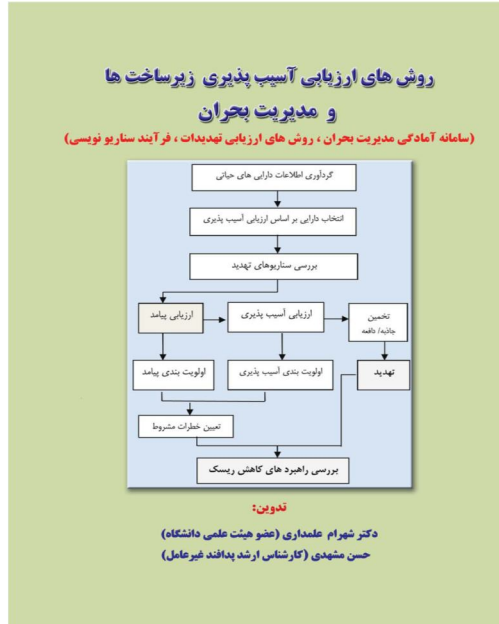 روش های ارزیابی آسیب پذیری زیرساخت ها
و مدیریت بحران
(سامانه آمادگی مدیریت بحران ، روش های ارزیابی تهدیدات ، فرآیند سناریو نویسی)
گردآوری اطلاعات دارایی های حیاتی
انتخاب دارایی بر اساس ارزیابی آسیب پذیری
بررسی سناریوهای تهدید
تخمین
جاذبه/ دافعه
ارزیابی آسیب پذیری
ارزیابی پیامد
تهدید
اولویت بندی آسیب پذیری
اولویت بندی پیامد
تعیین خطرات مشروط
بررسی راهبرد های کاهش ریسک
تدوین:
دکتر شهرام علمداری (عضو هیئت علمی دانشگاه)
حسن مشهدی (کارشناس ارشد پدافند غیرعامل)